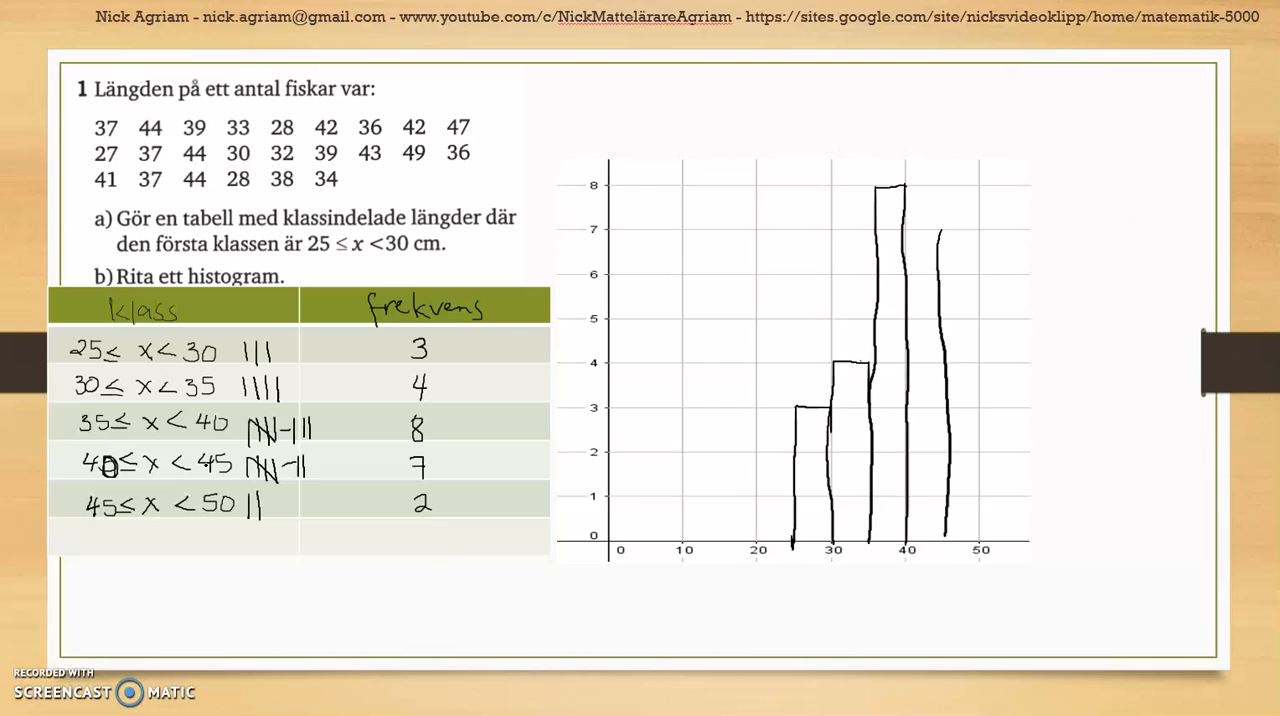 Nick Agriam - nick.agriam@gmail.com - www.youtube.com/c/NickMattelärareAgriam - https://sites.google.com/site/nicksvideoklipp/home/matematik-5000
1 Längden på ett antal fiskar var:
37 44 39 33 28 42 36 42 47
27 37 44 30 32 39 43 49 36
41 37 44 28 38 34
a) Gör en tabell med klassindelade längder där
den första klassen är 25 ≤ x < 30 cm.
b) Rita ett histogram.
klass frekvens
25 ≤ x < 30 ||| 3
30 ≤ x < 35 |||| 4
35 ≤ x < 40 8
40 ≤ x < 45 7
45 ≤ x < 50 || 2
8
7
6
5
4
3
2
1
0
0 10 20 30 40 50
RECORDED WITH
SCREENCAST MATIC